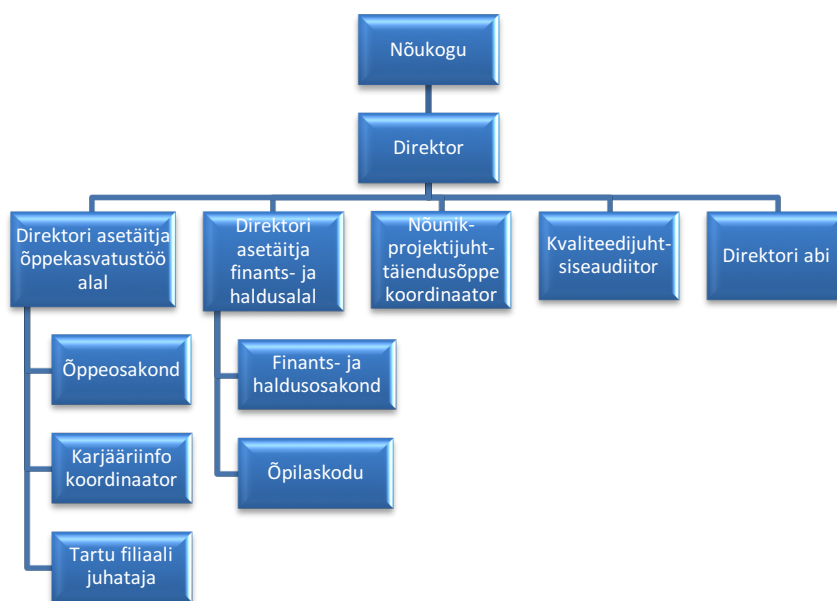 Nõukogu
Direktor
Direktori asetäitja
õppekasvatustöö
alal
Direktori
asetäitja
finants- ja
haldusalal
Nõunik-
projektijuht-
täiendusõppe
koordinaator
Kvaliteedijuht-
siseaudiitor
Direktori abi
Õppeosakond
Karjääriinfo
koordinaator
Tartu filiaali
juhataja
Finants- ja
haldusosakond
Õpilaskodu